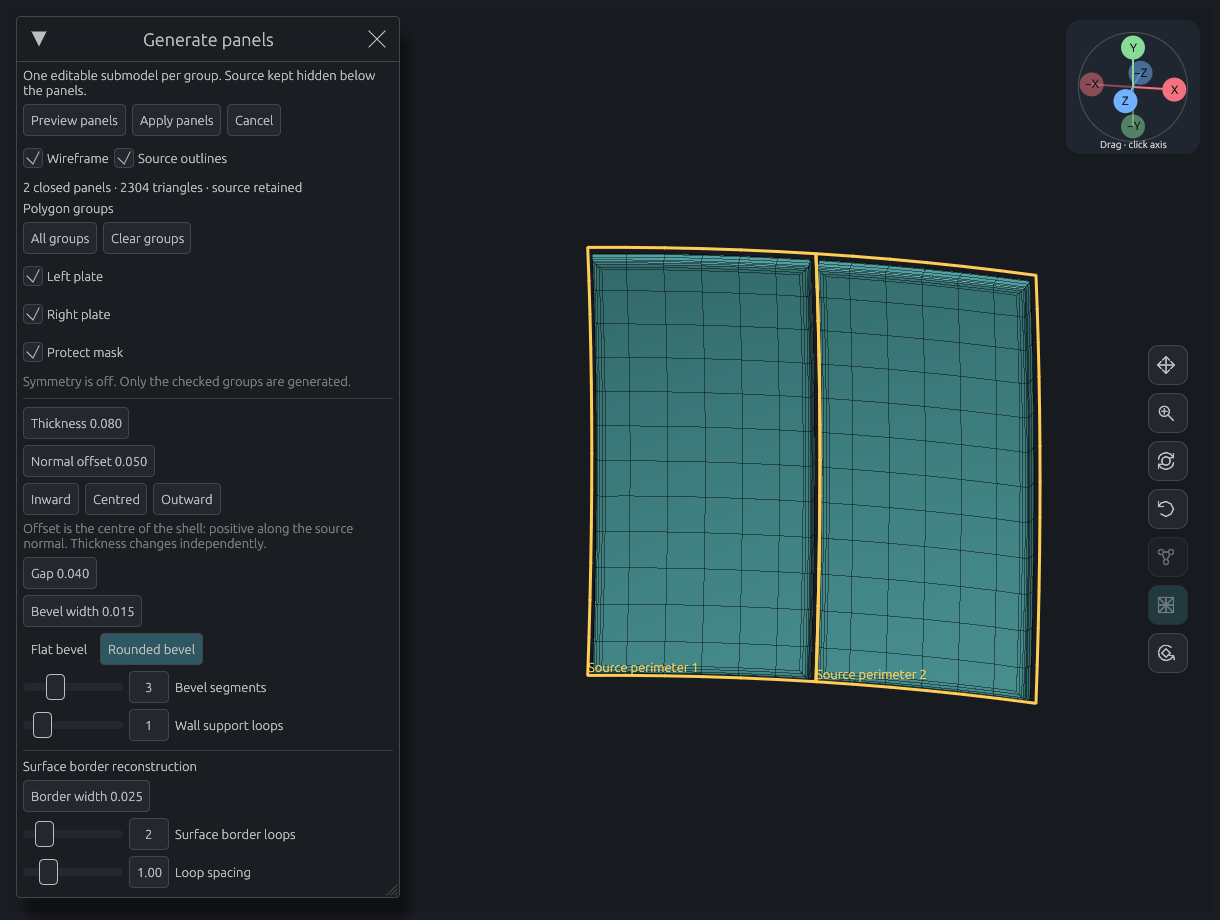 Generate panels
One editable submodel per group. Source kept hidden below
the panels.
Preview panels
Apply panels
Cancel
Wireframe
Source outlines
2 closed panels · 2304 triangles · source retained
Polygon groups
All groups
Clear groups
Left plate
Right plate
Protect mask
Symmetry is off. Only the checked groups are generated.
Thickness 0.080
Normal offset 0.050
Inward
Centred
Outward
Offset is the centre of the shell: positive along the source
normal. Thickness changes independently.
Gap 0.040
Bevel width 0.015
Flat bevel
Rounded bevel
3 Bevel segments
1 Wall support loops
Surface border reconstruction
Border width 0.025
2 Surface border loops
1.00 Loop spacing
Source perimeter 1
Source perimeter 2
Y
-Z
-X
X
Z
-Y
Drag · click axis